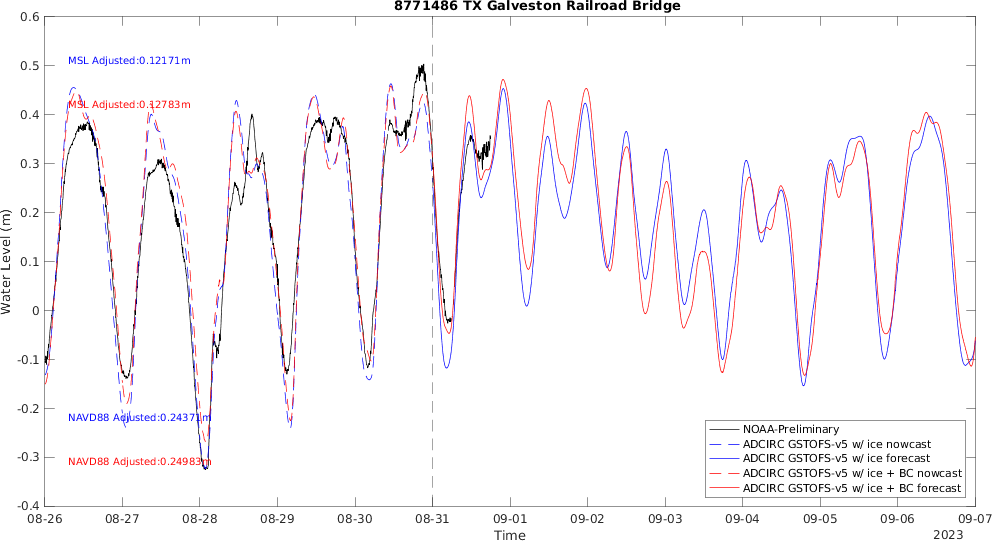 8771486 TX Galveston Railroad Bridge
0.6
0.5
0.4
0.3
0.2
0.1
0
-0.1
-0.2
-0.3
-0.4
Water Level (m)
MSL Adjusted:0.12171m
MSL Adjusted:0.12783m
NAVD88 Adjusted:0.24371m
NAVD88 Adjusted:0.24983m
NOAA-Preliminary
ADCIRC GSTOFS-v5 w/ ice nowcast
ADCIRC GSTOFS-v5 w/ ice forecast
ADCIRC GSTOFS-v5 w/ ice + BC nowcast
ADCIRC GSTOFS-v5 w/ ice + BC forecast
08-26 08-27 08-28 08-29 08-30 08-31 09-01 09-02 09-03 09-04 09-05 09-06 09-07
Time
2023